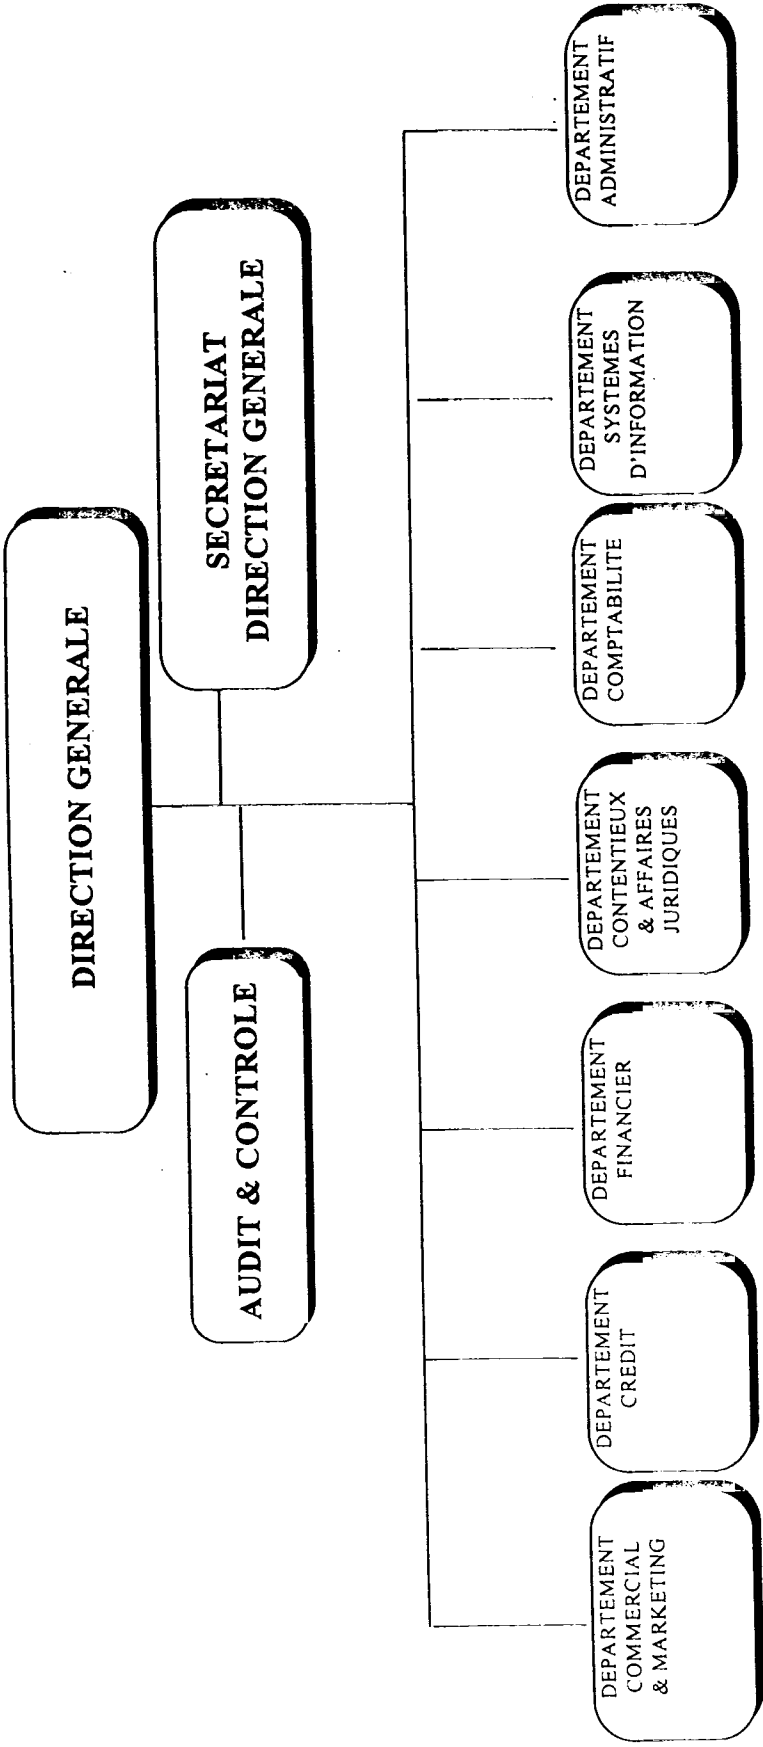 DIRECTION GENERALE
SECRETARIAT
DIRECTION GENERALE
AUDIT & CONTROLE
DEPARTEMENT
COMMERCIAL
& MARKETING
DEPARTEMENT
CREDIT
DEPARTEMENT
FINANCIER
DEPARTEMENT
CONTENTIEUX
& AFFAIRES
JURIDIQUES
DEPARTEMENT
COMPTABILITE
DEPARTEMENT
SYSTEMES
D'INFORMATION
DEPARTEMENT
ADMINISTRATIF